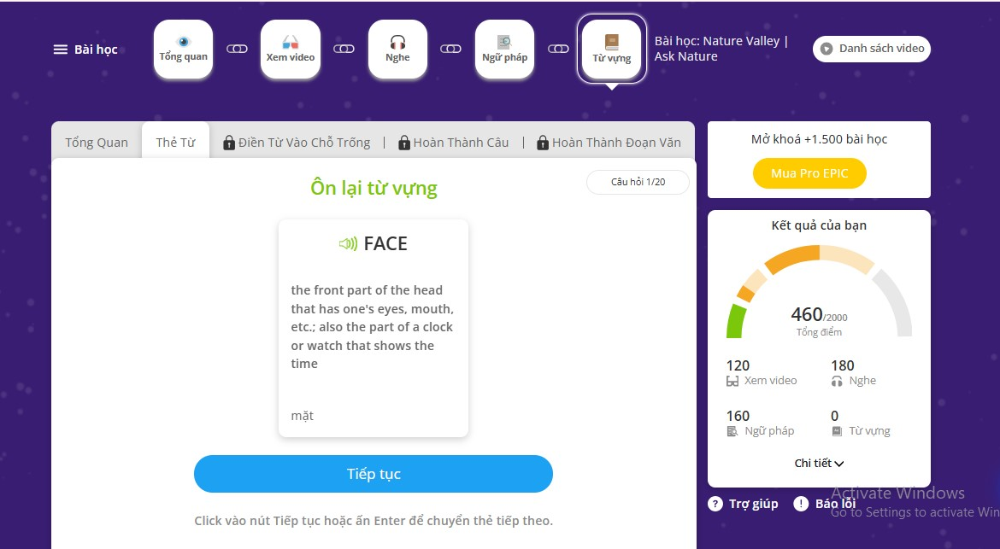 Bài học
Tổng quan
Xem video
Nghe
Ngữ pháp
Từ vựng
Bài học: Nature Valley |
Ask Nature
Danh sách video
Tổng Quan
Thẻ Từ
Điền Từ Vào Chỗ Trống
|
Hoàn Thành Câu
|
Hoàn Thành Đoạn Văn
Ôn lại từ vựng
Câu hỏi 1/20
FACE
the front part of the head
that has one's eyes, mouth,
etc.; also the part of a clock
or watch that shows the
time
mặt
Tiếp tục
Click vào nút Tiếp tục hoặc ấn Enter để chuyển thẻ tiếp theo.
Mở khoá +1.500 bài học
Mua Pro EPIC
Kết quả của bạn
460/2000
Tổng điểm
120
Xem video
180
Nghe
160
Ngữ pháp
0
Từ vựng
Chi tiết
? Trợ giúp
! Báo lỗi
Activate Windows
Go to Settings to activate Win